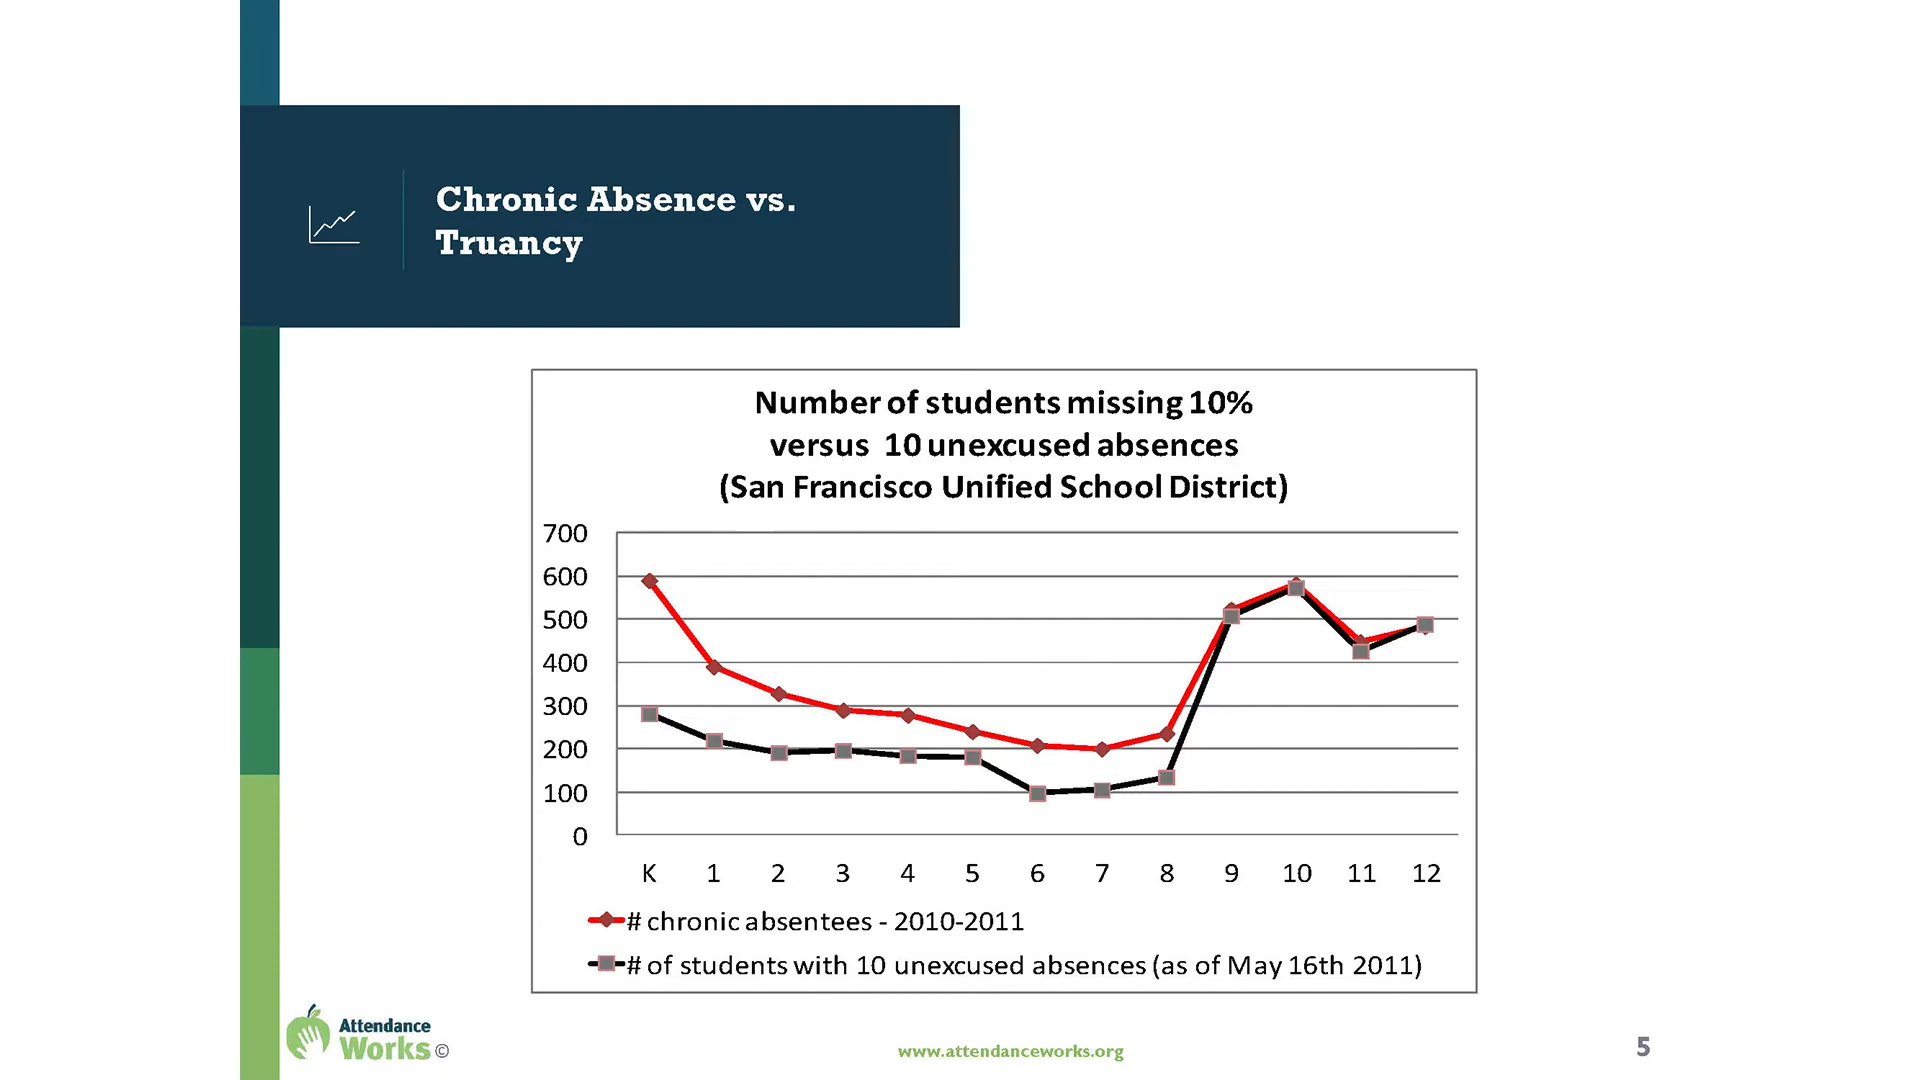 Chronic Absence vs.
Truancy
Number of students missing 10%
versus 10 unexcused absences
(San Francisco Unified School District)
700
600
500
400
300
200
100
0
K 1 2 3 4 5 6 7 8 9 10 11 12
# chronic absentees - 2010-2011
# of students with 10 unexcused absences (as of May 16th 2011)
Attendance
Works ©
www.attendanceworks.org
5